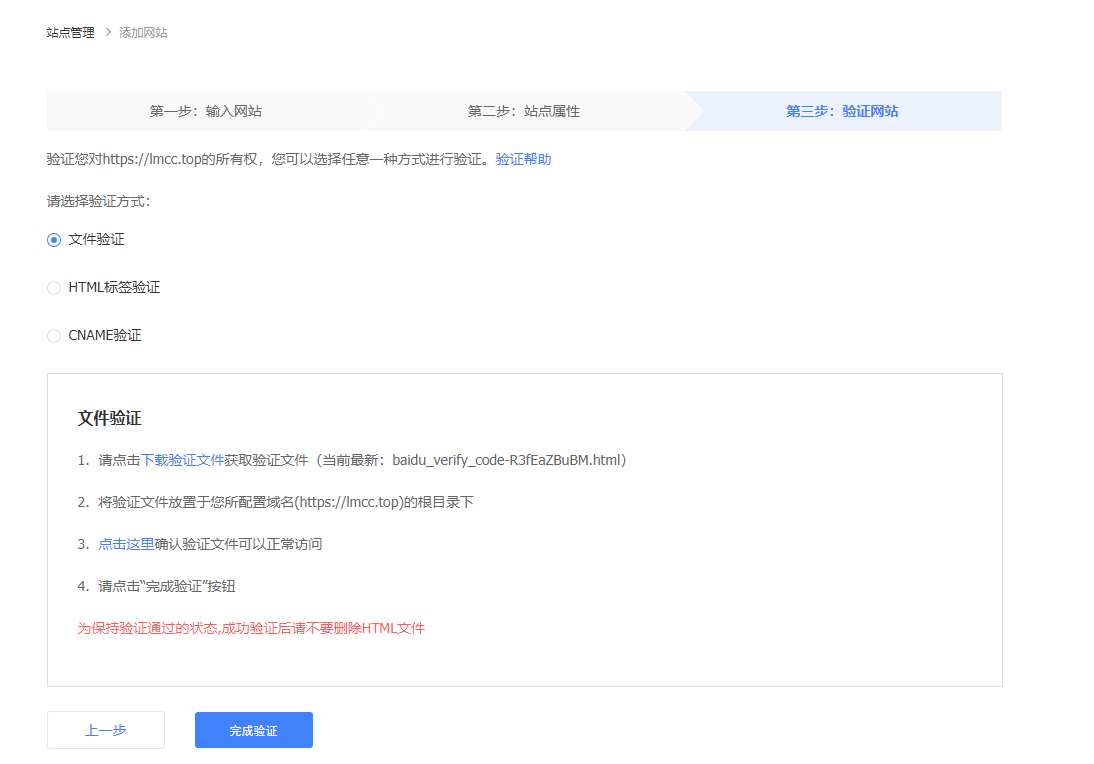 站点管理 > 添加网站
第一步：输入网站 第二步：站点属性 第三步：验证网站
验证您对https://lmcc.top的所有权，您可以选择任意一种方式进行验证。验证帮助
请选择验证方式：
文件验证
HTML标签验证
CNAME验证
文件验证
1. 请点击下载验证文件获取验证文件（当前最新：baidu_verify_code-R3fEaZBuBM.html）
2. 将验证文件放置于您所配置域名(https://lmcc.top)的根目录下
3. 点击这里确认验证文件可以正常访问
4. 请点击“完成验证”按钮
为保持验证通过的状态,成功验证后请不要删除HTML文件
上一步 完成验证